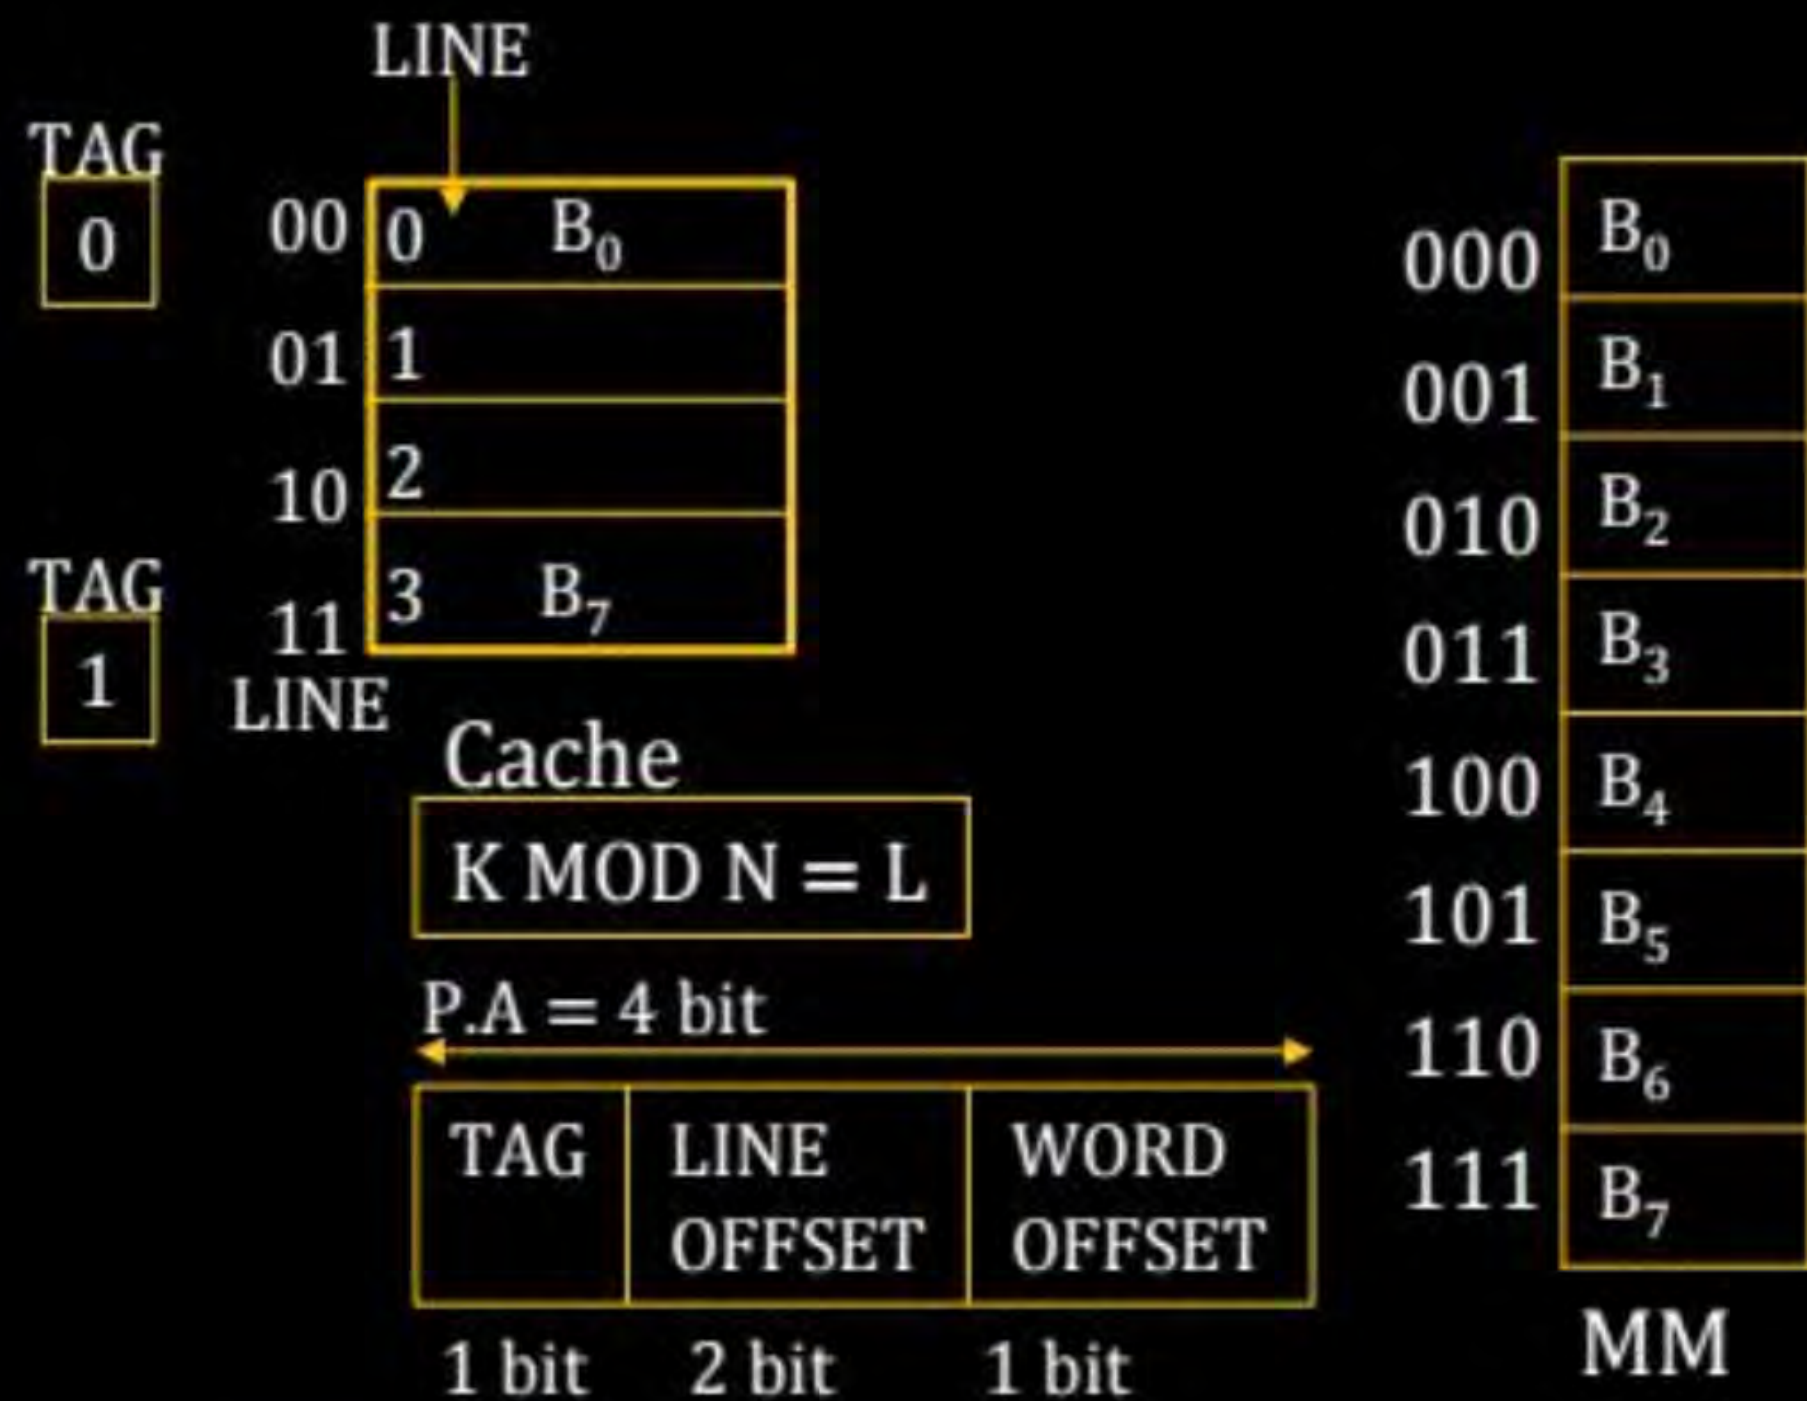 LINE
TAG
0
00 0 B₀
01 1
10 2
TAG
1
11 3 B₇
LINE
Cache
K MOD N = L
P.A = 4 bit
TAG
LINE OFFSET
WORD OFFSET
1 bit 2 bit 1 bit
000 B₀
001 B₁
010 B₂
011 B₃
100 B₄
101 B₅
110 B₆
111 B₇
MM